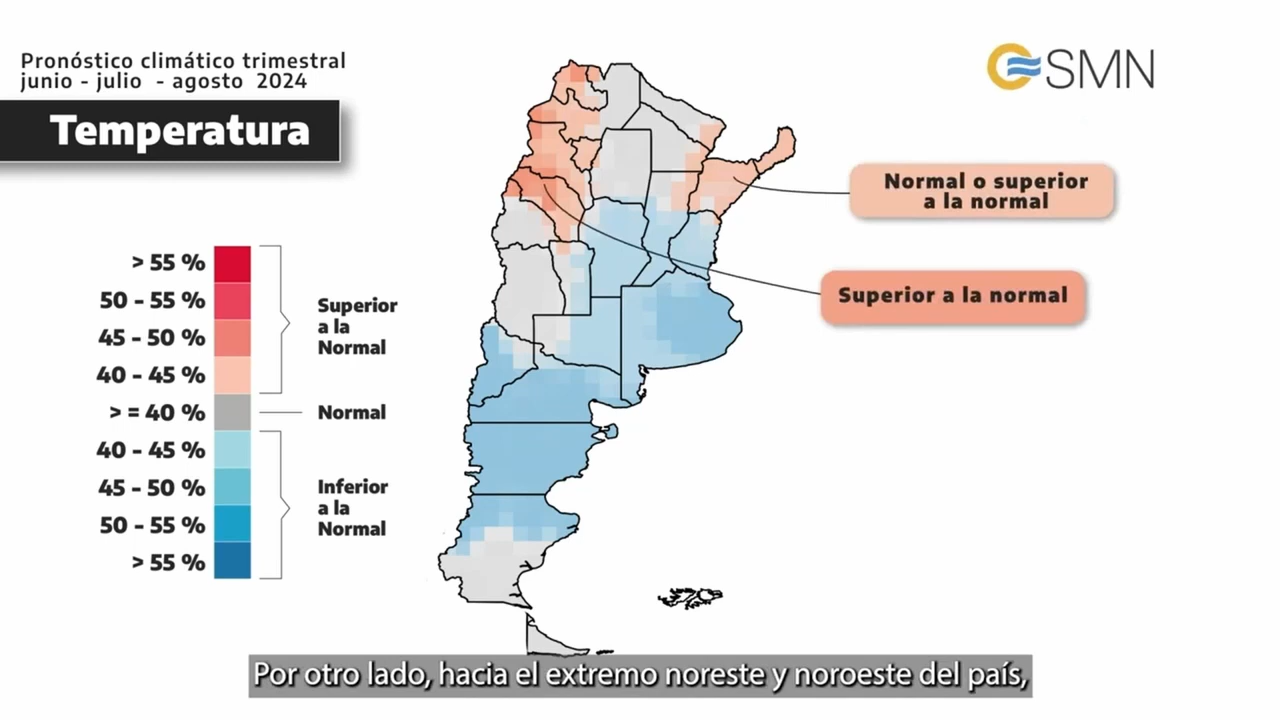 Pronóstico climático trimestral
junio - julio - agosto 2024
Temperatura
SMN
Normal o superior
a la normal
Superior a la normal
> 55 %
50 - 55 %
45 - 50 %
40 - 45 %
> = 40 %
40 - 45 %
45 - 50 %
50 - 55 %
> 55 %
Superior
a la
Normal
Normal
Inferior
a la
Normal
Por otro lado, hacia el extremo noreste y noroeste del país,